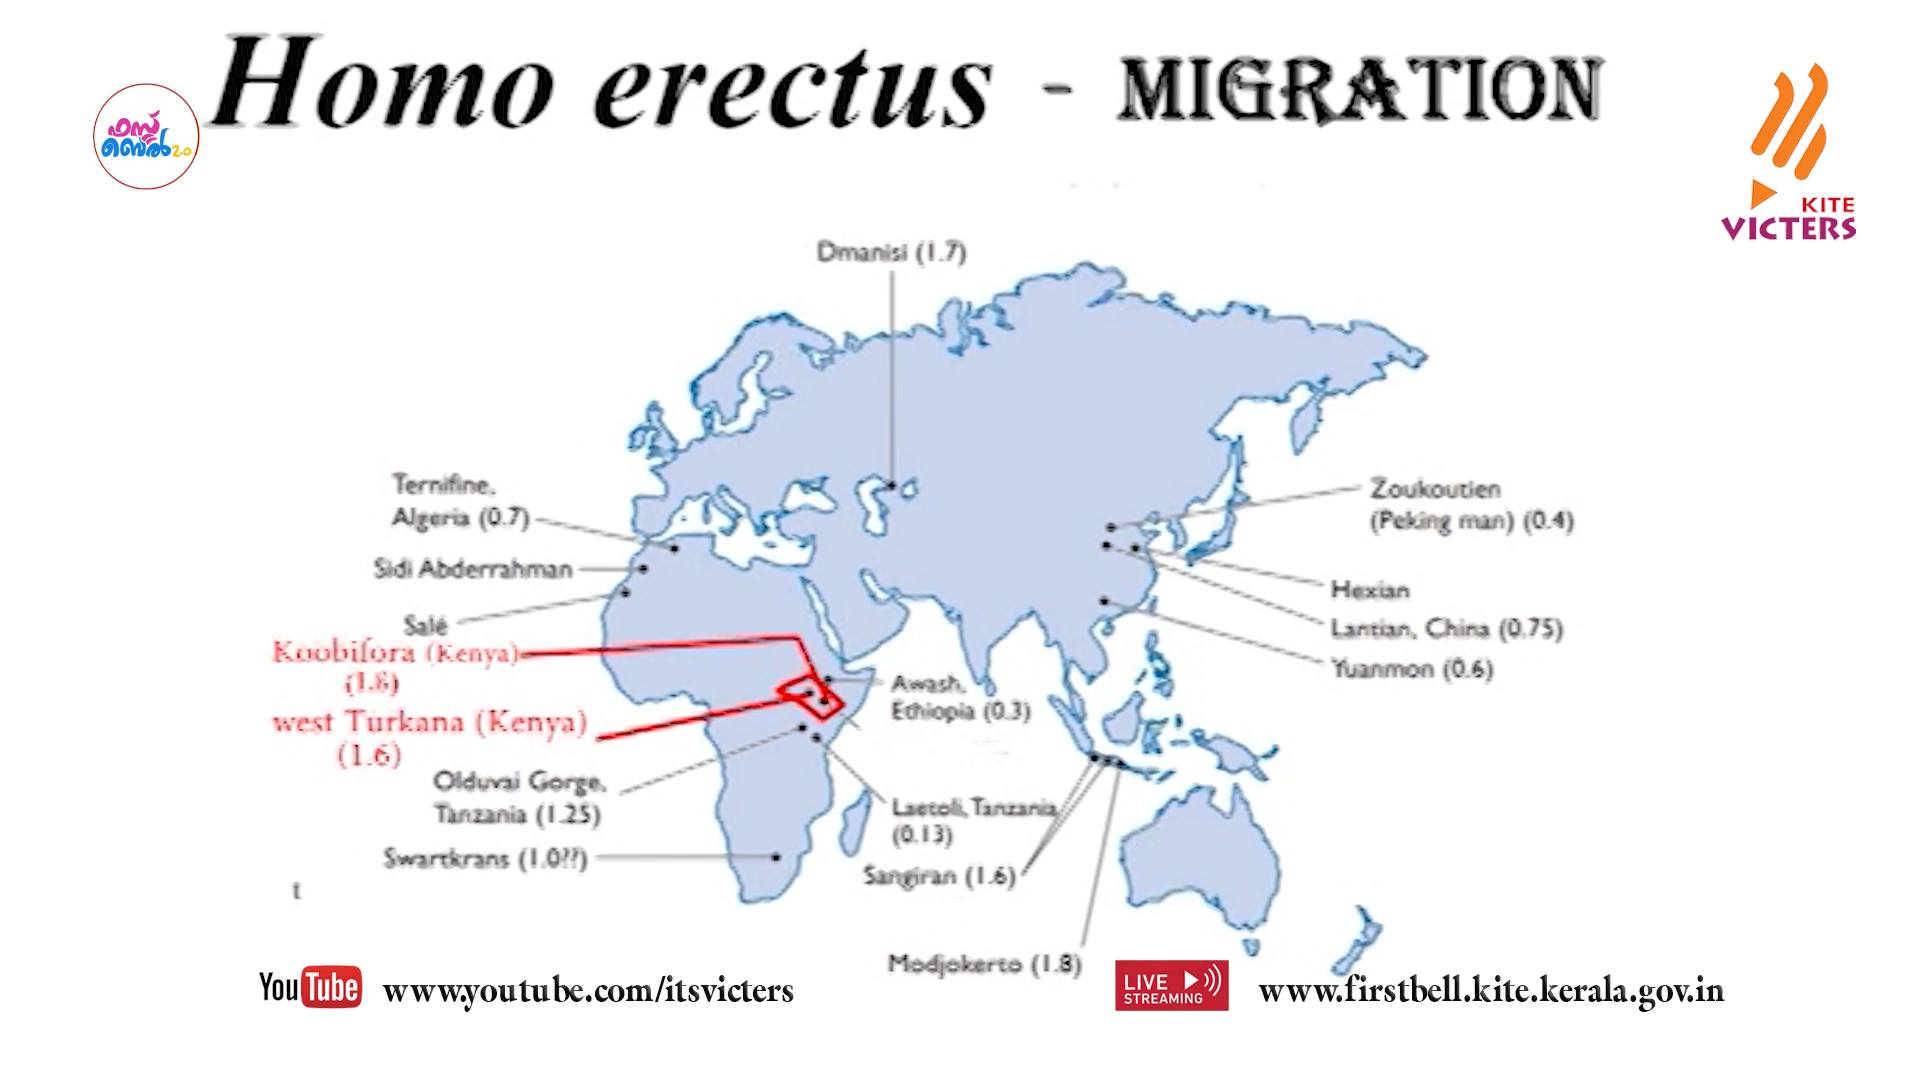 Homo erectus - MIGRATION
ഫസ്റ്റ്
ബെൽ 2.0
KITE
VICTERS
Dmanisi (1.7)
Ternifine,
Algeria (0.7)
Sidi Abderrahman
Salé
Koobifora (Kenya)
(1.8)
west Turkana (Kenya)
(1.6)
Olduvai Gorge,
Tanzania (1.25)
Swartkrans (1.0??)
t
Awash,
Ethiopia (0.3)
Laetoli, Tanzania
(0.13)
Sangiran (1.6)
Modjokerto (1.8)
Zoukoutien
(Peking man) (0.4)
Hexian
Lantian, China (0.75)
Yuanmon (0.6)
YouTube www.youtube.com/itsvicters
LIVE
STREAMING
www.firstbell.kite.kerala.gov.in